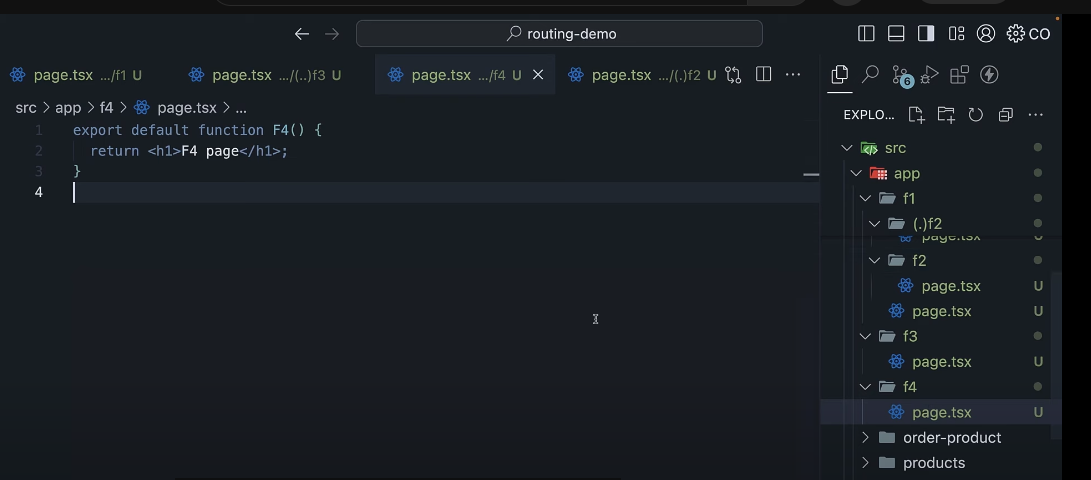 routing-demo
CO
page.tsx .../f1 U
page.tsx .../(..)f3 U
page.tsx .../f4 U
page.tsx .../(.)f2 U
6
src > app > f4 > page.tsx > ...
EXPLO...
1 export default function F4() {
2 return <h1>F4 page</h1>;
3 }
4
src
app
f1
(.)f2
page.tsx U
f2
page.tsx U
page.tsx U
f3
page.tsx U
f4
page.tsx U
order-product
products